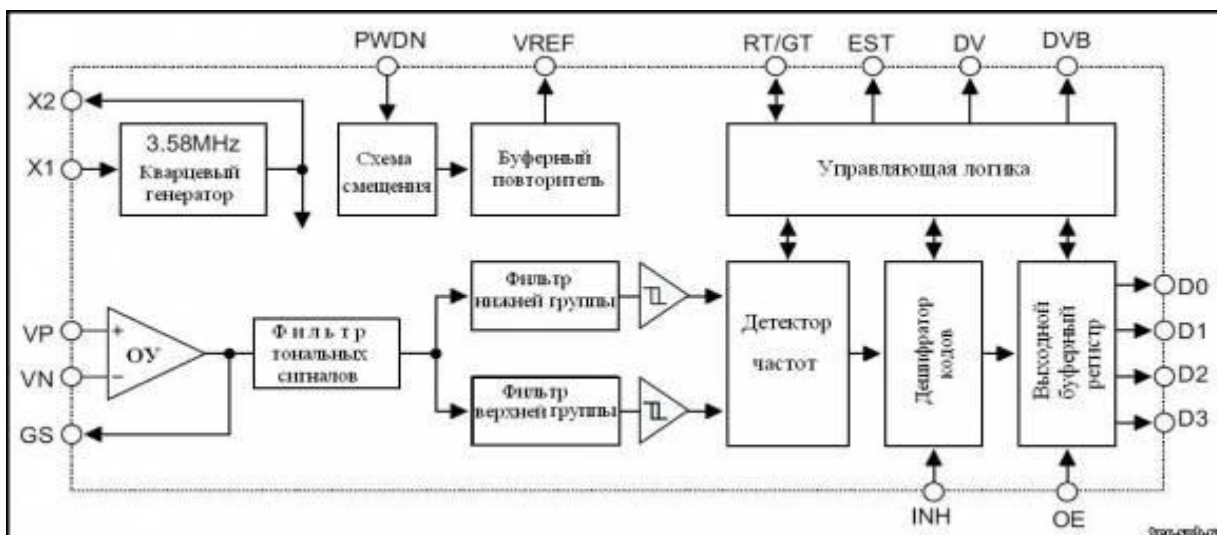 PWDN
VREF
RT/GT
EST
DV
DVB
X2
X1
3.58MHz
Кварцевый
генератор
Схема
смещения
Буферный
повторитель
Управляющая логика
VP
VN
GS
+
−
ОУ
Фильтр
тональных
сигналов
Фильтр
нижней группы
Фильтр
верхней группы
Детектор
частот
Дешифратор
кодов
Выходной
буферный
регистр
D0
D1
D2
D3
INH
OE